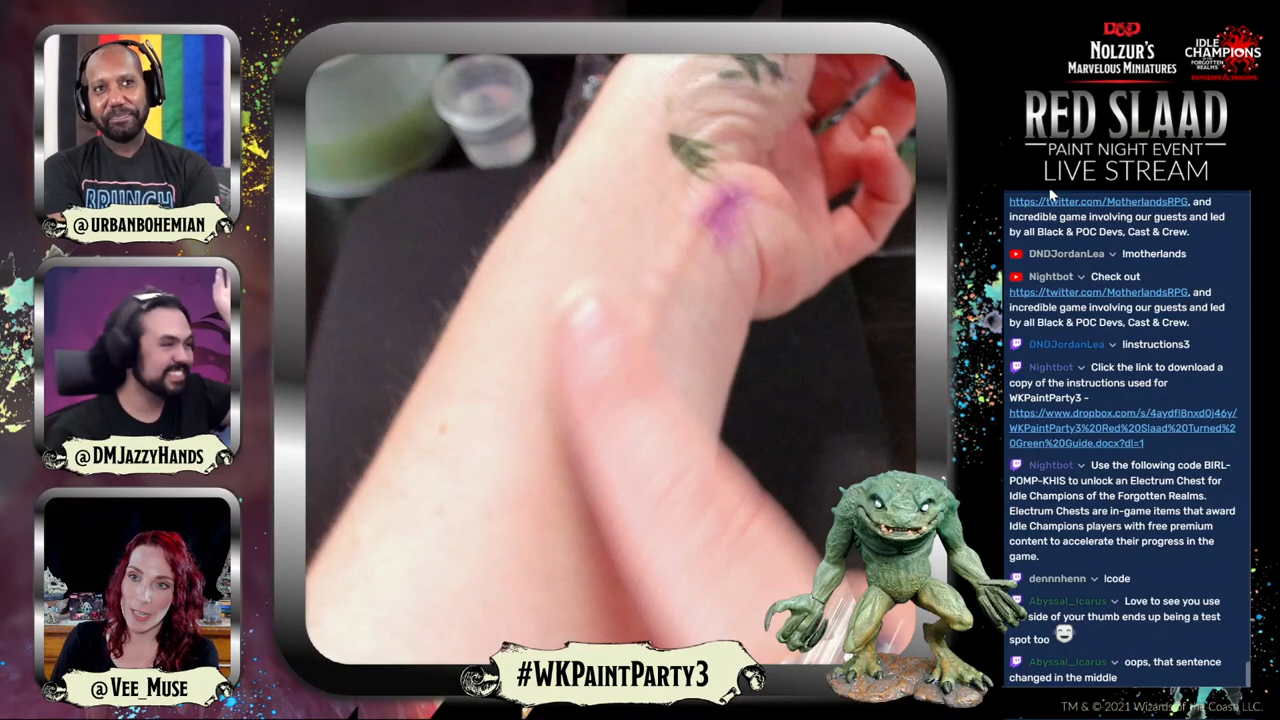 BRUNCH
@URBANBOHEMIAN
@DMJAZZYHANDS
@VEE_MUSE
#WKPAINTPARTY3
D&D
NOLZUR'S
MARVELOUS MINIATURES
IDLE
CHAMPIONS
OF THE
FORGOTTEN
REALMS
DUNGEONS & DRAGONS
RED SLAAD
PAINT NIGHT EVENT
LIVE STREAM
https://twitter.com/MotherlandsRPG, and
incredible game involving our guests and led
by all Black & POC Devs, Cast & Crew.
DNDJordanLea !motherlands
Nightbot Check out
https://twitter.com/MotherlandsRPG, and
incredible game involving our guests and led
by all Black & POC Devs, Cast & Crew.
DNDJordanLea !instructions3
Nightbot Click the link to download a
copy of the instructions used for
WKPaintParty3 -
https://www.dropbox.com/s/4aydfl8nxd0j46y/
WKPaintParty3%20Red%20Slaad%20Turned%2
0Green%20Guide.docx?dl=1
Nightbot Use the following code BIRL-
POMP-KHIS to unlock an Electrum Chest for
Idle Champions of the Forgotten Realms.
Electrum Chests are in-game items that award
Idle Champions players with free premium
content to accelerate their progress in the
game.
dennnhenn !code
Abyssal_Icarus Love to see you use
side of your thumb ends up being a test
spot too
Abyssal_Icarus oops, that sentence
changed in the middle
TM & © 2021 Wizards of the Coast LLC.